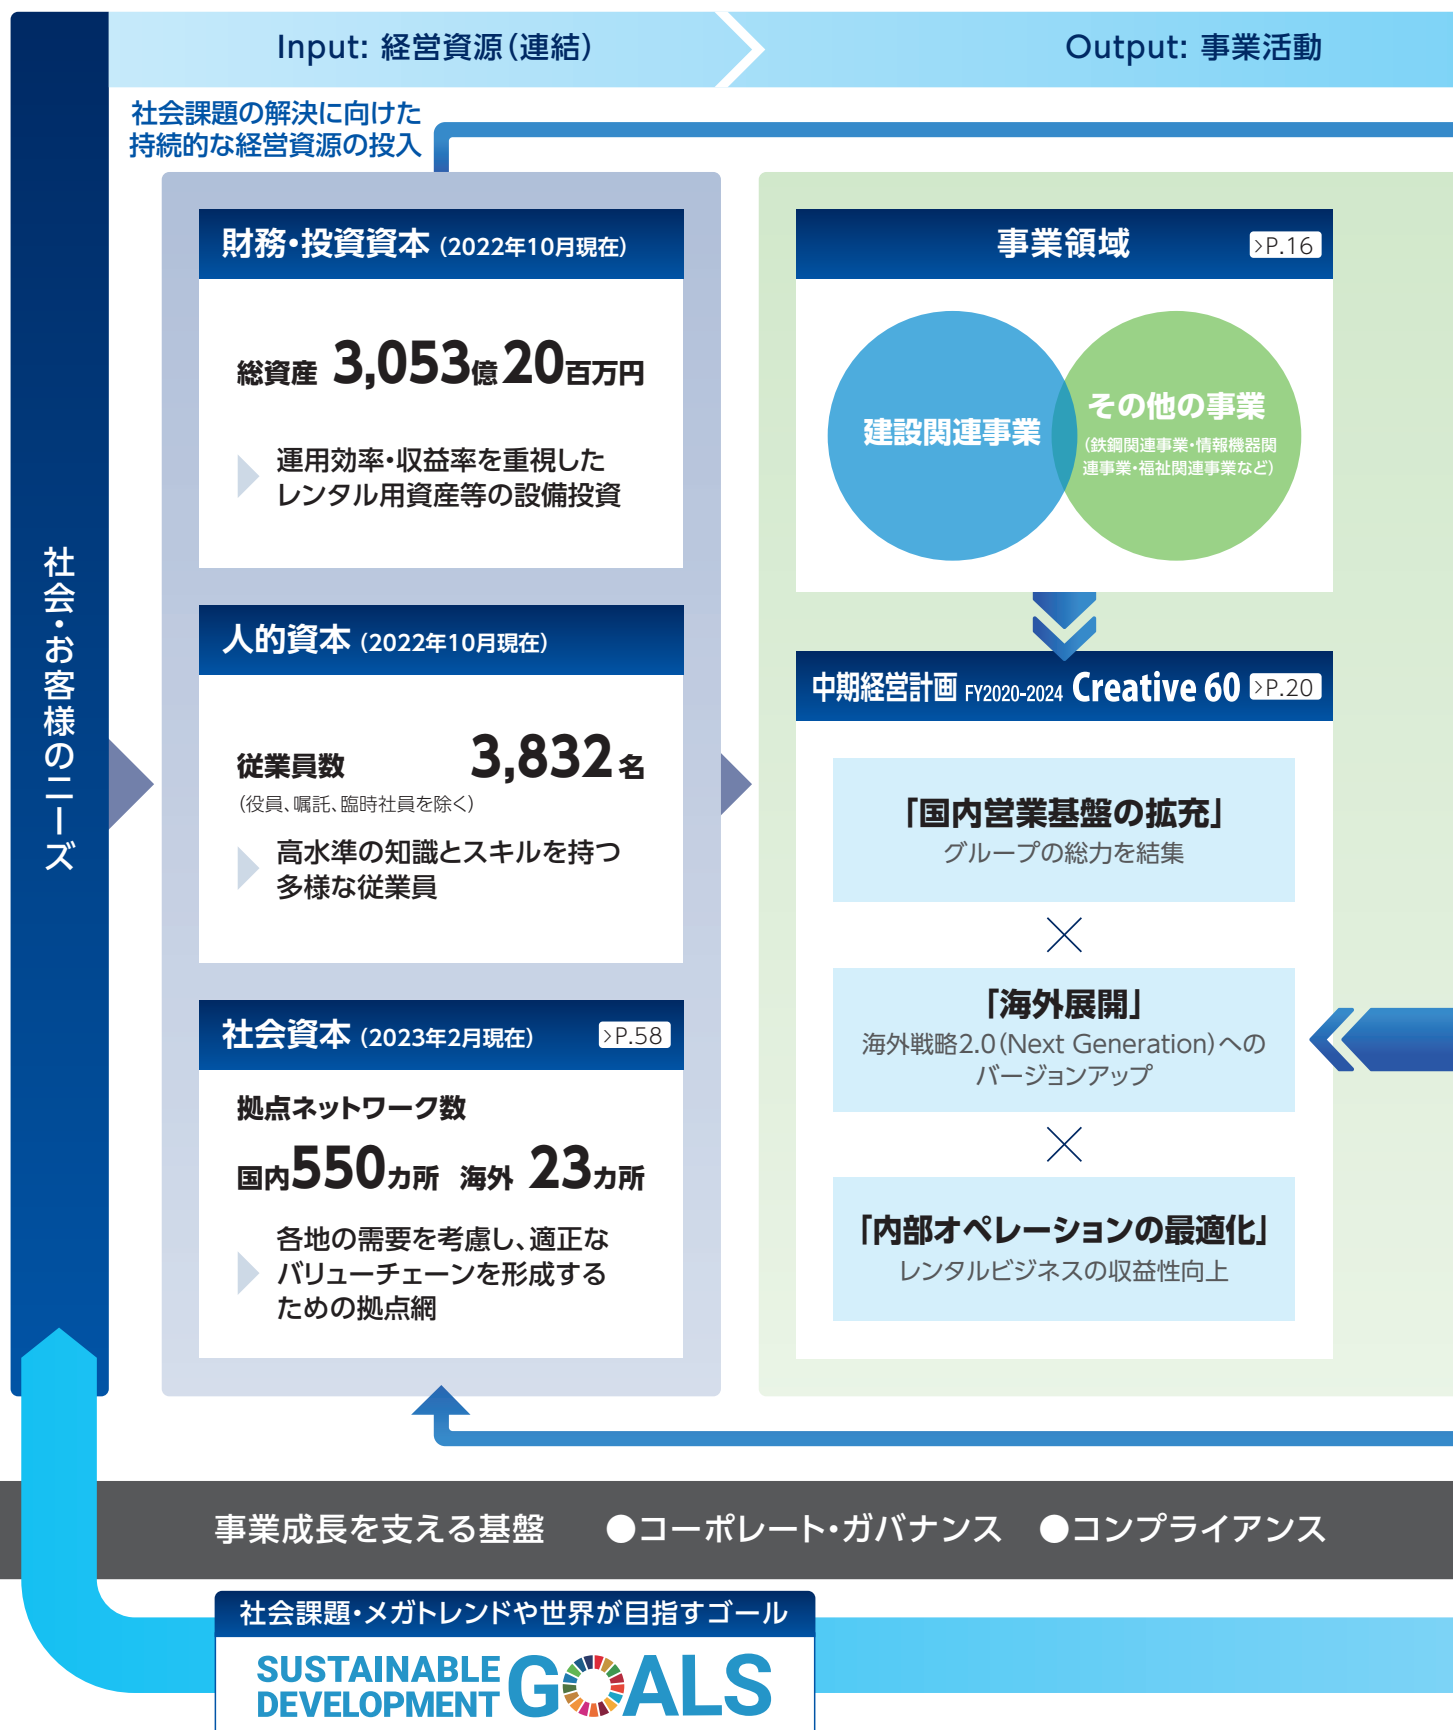 Input: 経営資源（連結）
Output: 事業活動
社会課題の解決に向けた
持続的な経営資源の投入
社会・お客様のニーズ
財務・投資資本（2022年10月現在）
総資産 3,053億20百万円
運用効率・収益率を重視した
レンタル用資産等の設備投資
人的資本（2022年10月現在）
従業員数 3,832名
（役員、嘱託、臨時社員を除く）
高水準の知識とスキルを持つ
多様な従業員
社会資本（2023年2月現在） >P.58
拠点ネットワーク数
国内550カ所 海外 23カ所
各地の需要を考慮し、適正な
バリューチェーンを形成する
ための拠点網
事業領域 >P.16
建設関連事業
その他の事業
（鉄鋼関連事業・情報機器関
連事業・福祉関連事業など）
中期経営計画 FY2020-2024 Creative 60 >P.20
「国内営業基盤の拡充」
グループの総力を結集
×
「海外展開」
海外戦略2.0（Next Generation）への
バージョンアップ
×
「内部オペレーションの最適化」
レンタルビジネスの収益性向上
事業成長を支える基盤 ●コーポレート・ガバナンス ●コンプライアンス
社会課題・メガトレンドや世界が目指すゴール
SUSTAINABLE
DEVELOPMENT
GOALS